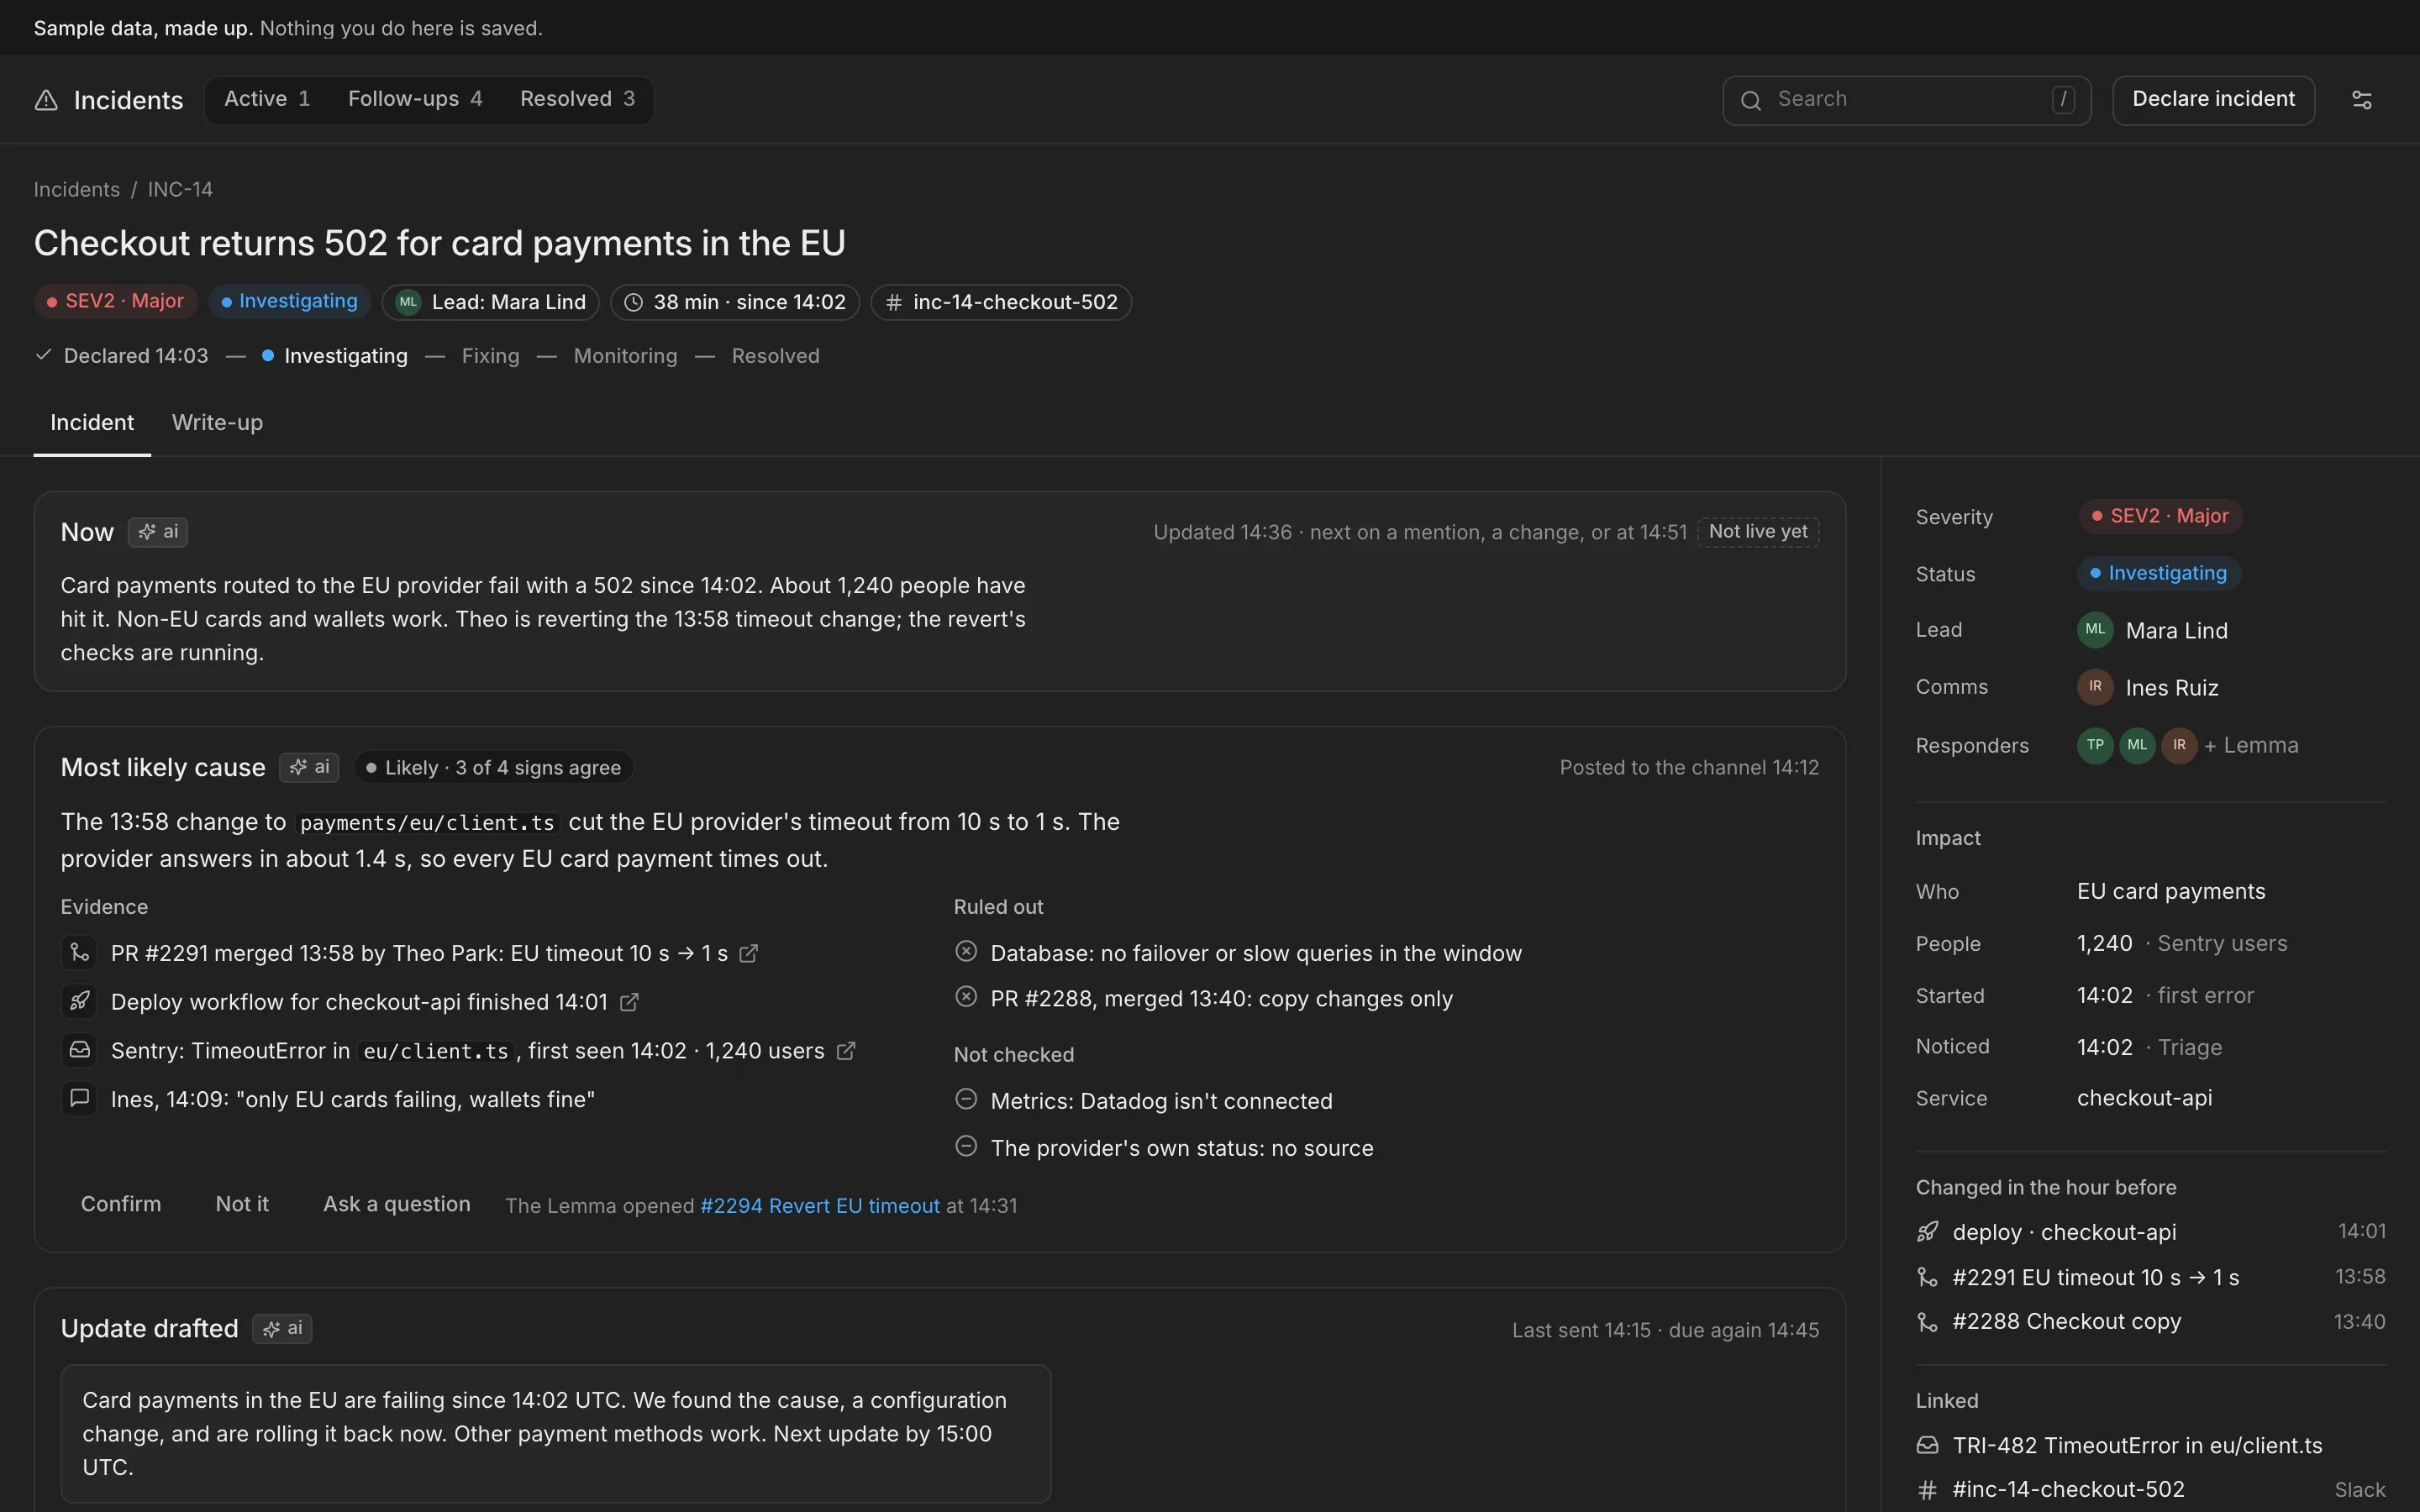 Sample data, made up. Nothing you do here is saved.
Incidents
Active 1 Follow-ups 4 Resolved 3
Search /
Declare incident
Incidents / INC-14
Checkout returns 502 for card payments in the EU
SEV2 · Major
Investigating
ML Lead: Mara Lind
38 min · since 14:02
# inc-14-checkout-502
Declared 14:03 — Investigating — Fixing — Monitoring — Resolved
Incident Write-up
Now ai
Updated 14:36 · next on a mention, a change, or at 14:51 Not live yet
Card payments routed to the EU provider fail with a 502 since 14:02. About 1,240 people have
hit it. Non-EU cards and wallets work. Theo is reverting the 13:58 timeout change; the revert's
checks are running.
Most likely cause ai Likely · 3 of 4 signs agree
Posted to the channel 14:12
The 13:58 change to payments/eu/client.ts cut the EU provider's timeout from 10 s to 1 s. The
provider answers in about 1.4 s, so every EU card payment times out.
Evidence
PR #2291 merged 13:58 by Theo Park: EU timeout 10 s → 1 s
Deploy workflow for checkout-api finished 14:01
Sentry: TimeoutError in eu/client.ts, first seen 14:02 · 1,240 users
Ines, 14:09: "only EU cards failing, wallets fine"
Ruled out
Database: no failover or slow queries in the window
PR #2288, merged 13:40: copy changes only
Not checked
Metrics: Datadog isn't connected
The provider's own status: no source
Confirm Not it Ask a question The Lemma opened #2294 Revert EU timeout at 14:31
Update drafted ai
Last sent 14:15 · due again 14:45
Card payments in the EU are failing since 14:02 UTC. We found the cause, a configuration
change, and are rolling it back now. Other payment methods work. Next update by 15:00
UTC.
Severity SEV2 · Major
Status Investigating
Lead ML Mara Lind
Comms IR Ines Ruiz
Responders TP ML IR + Lemma
Impact
Who EU card payments
People 1,240 · Sentry users
Started 14:02 · first error
Noticed 14:02 · Triage
Service checkout-api
Changed in the hour before
deploy · checkout-api 14:01
#2291 EU timeout 10 s → 1 s 13:58
#2288 Checkout copy 13:40
Linked
TRI-482 TimeoutError in eu/client.ts
# #inc-14-checkout-502 Slack